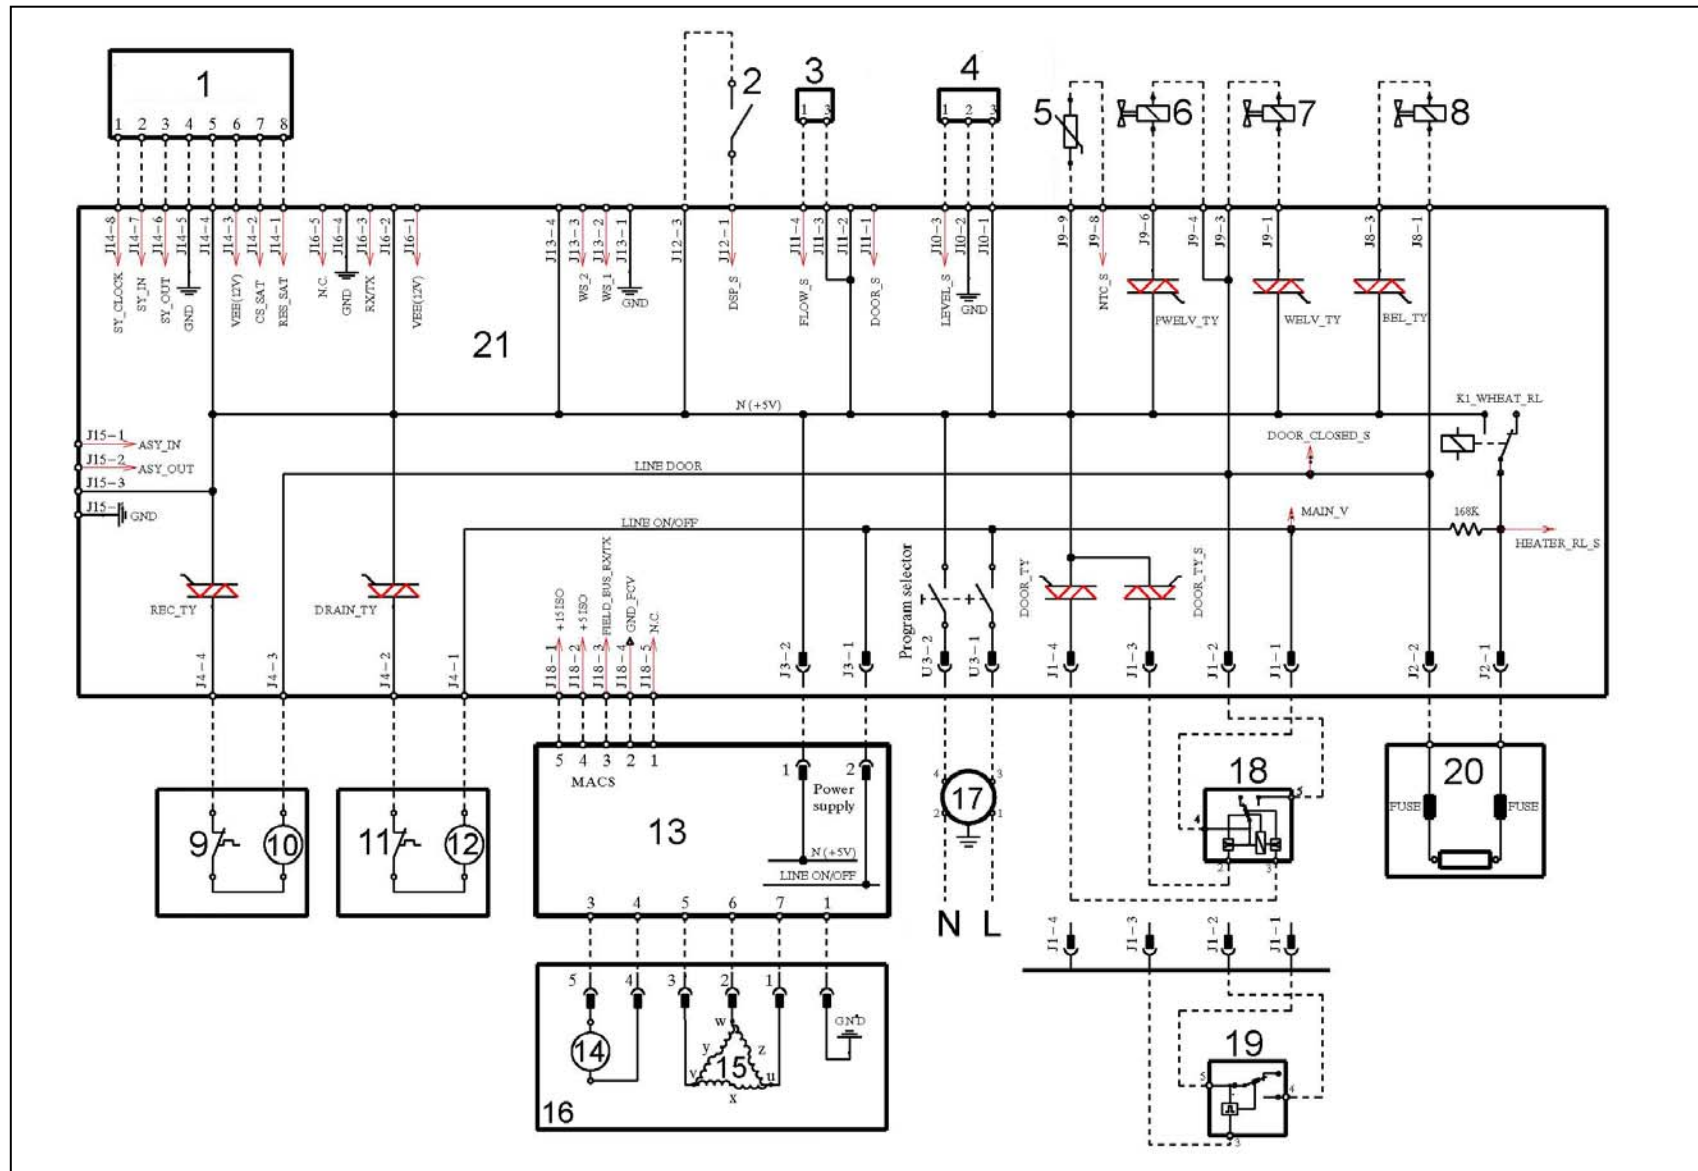 1 2 3 4 5 6 7 8
1 2 3 4 5 6 7 8
1 3 1 2 3
J14-8 J14-7 J14-6 J14-5 J14-4 J14-3 J14-2 J14-1 J16-5 J16-4 J16-3 J16-2 J16-1 J13-4 J13-3 J13-2 J13-1 J12-3 J12-1 J11-4 J11-3 J11-2 J11-1 J10-3 J10-2 J10-1 J9-9 J9-8 J9-6 J9-4 J9-3 J9-1 J8-3 J8-1
SY_CLOCK SY_IN SY_OUT GND VEE(12V) CS_SAT RES_SAT N.C. GND RX/TX VEE(12V) WS_2 WS_1 GND DSP_S FLOW_S DOOR_S LEVEL_S GND NTC_S PWELV_TY WELV_TY BEL_TY
21
N (+5V)
K1_WHEAT_RL
J15-1 ASY_IN
DOOR_CLOSED_S
J15-2 ASY_OUT
LINE DOOR
J15-3
J15- GND
LINE ON/OFF
MAIN_V
168K
HEATER_RL_S
REC_TY DRAIN_TY
+15 ISO +5 ISO FIELD_BUS_RX/TX GND_FCV N.C.
Program selector
DOOR_TY DOOR_TY_S
J4-4 J4-3 J4-2 J4-1 J18-1 J18-2 J18-3 J18-4 J18-5 J3-2 J3-1 U3-2 U3-1 J1-4 J1-3 J1-2 J1-1 J2-2 J2-1
5 4 3 2 1 1 2
MACS
Power
supply
13
N (+5V)
LINE ON/OFF
3 4 5 6 7 1
9 10 11 12
4 3
17
2 1
N L
18
5
4
2 3
20
FUSE FUSE
J1-4 J1-3 J1-2 J1-1
5 4 3 2 1
14
w
y z
15
v u
x
GND
16
19
5 4
3